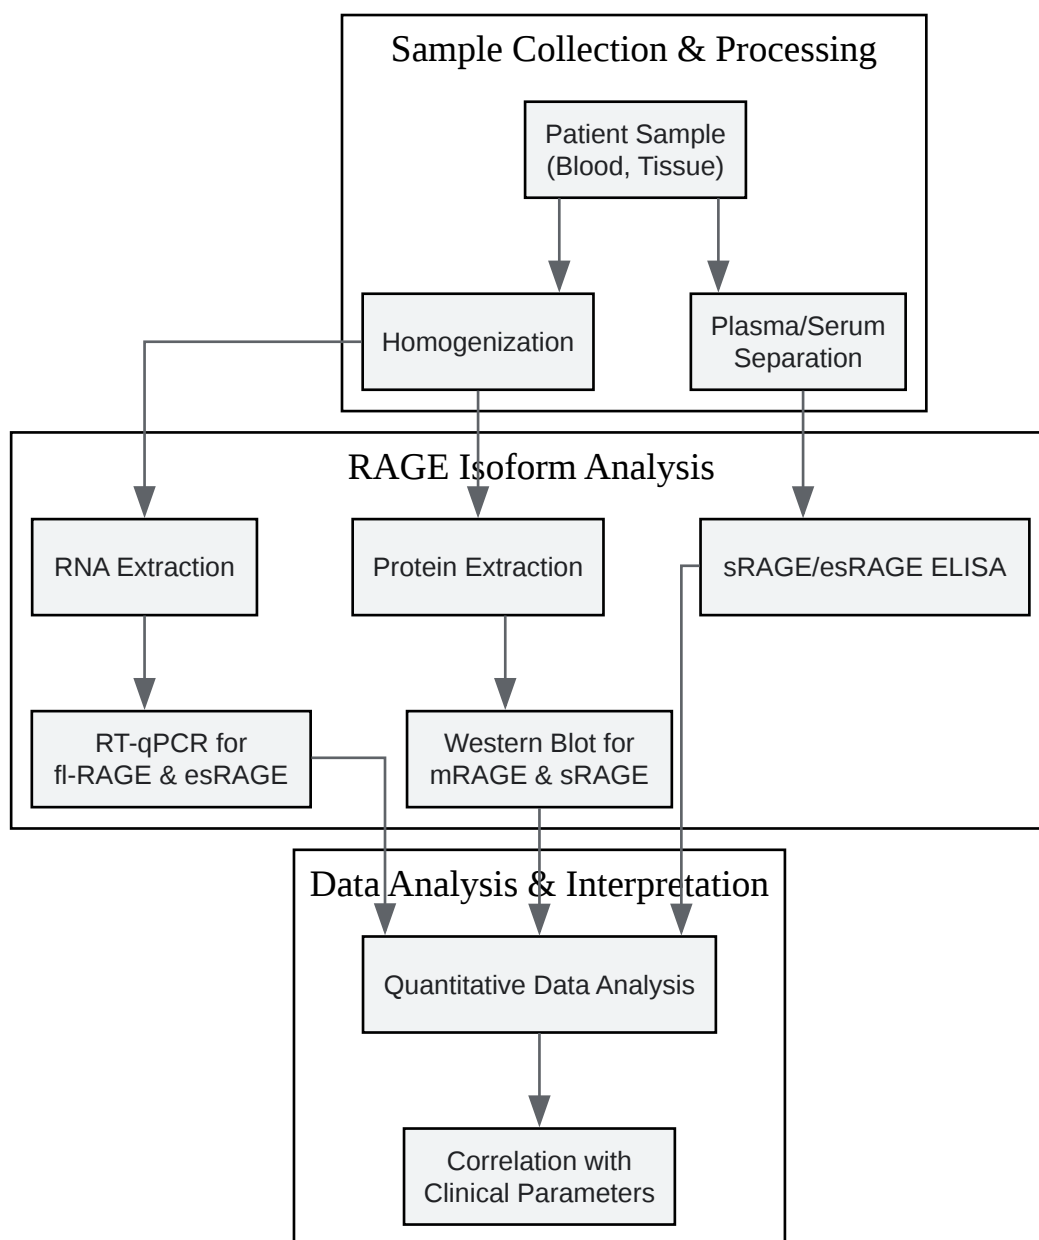 Sample Collection & Processing
Patient Sample
(Blood, Tissue)
Homogenization
Plasma/Serum
Separation
RAGE Isoform Analysis
RNA Extraction
Protein Extraction
sRAGE/esRAGE ELISA
RT-qPCR for
fl-RAGE & esRAGE
Western Blot for
mRAGE & sRAGE
Data Analysis & Interpretation
Quantitative Data Analysis
Correlation with
Clinical Parameters